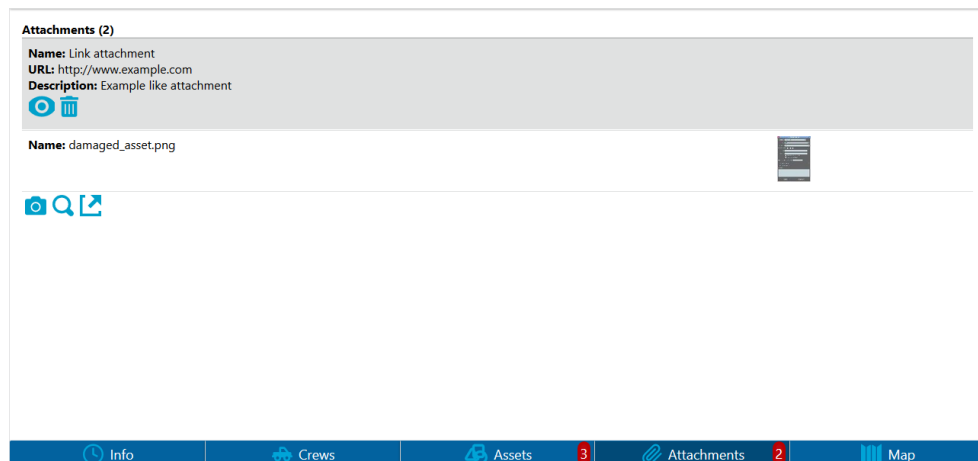 Attachments (2)
Name: Link attachment
URL: http://www.example.com
Description: Example like attachment
Name: damaged_asset.png
Info
Crews
Assets 3
Attachments 2
Map